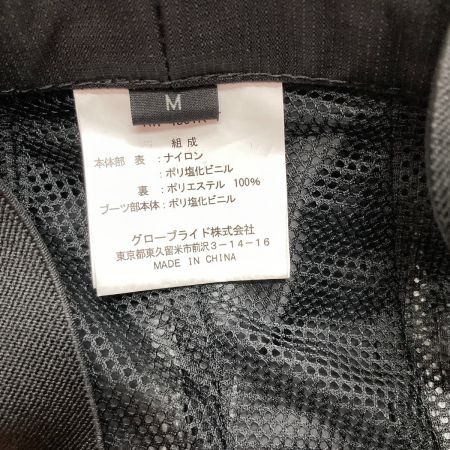 M
組成
本体部 表 : ナイロン
: ポリ塩化ビニル
裏 : ポリエステル 100%
ブーツ部本体 : ポリ塩化ビニル
グローブライド株式会社
東京都東久留米市前沢3-14-16
MADE IN CHINA